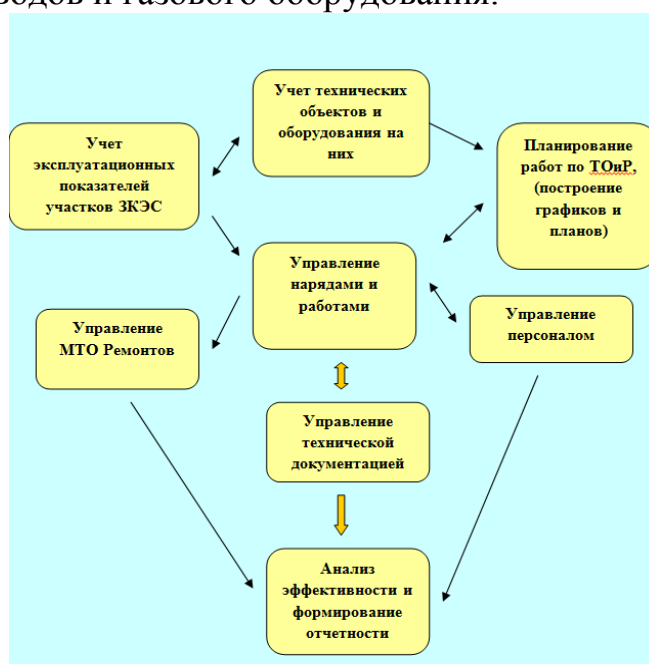 водов и газового оборудования.
Учет технических
объектов и
оборудования на
них
Учет
эксплуатационных
показателей
участков ЗКЭС
Планирование
работ по ТОиР,
(построение
графиков и
планов)
Управление
нарядами и
работами
Управление
МТО Ремонтов
Управление
персоналом
Управление
технической
документацией
Анализ
эффективности и
формирование
отчетности